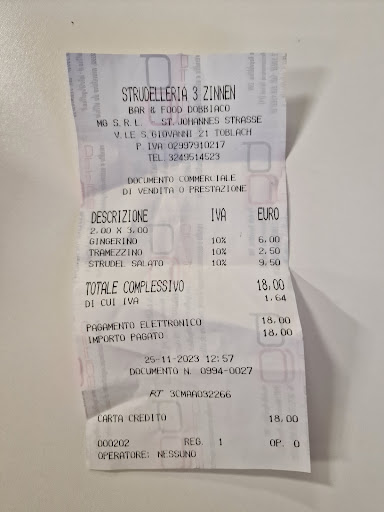 STRUDELLERIA 3 ZINNEN
BAR & FOOD DOBBIACO
MG S.R.L. ST. JOHANNES STRASSE
V.LE S.GIOVANNI 21 TOBLACH
P.IVA 02997910217
TEL. 3249514523
DOCUMENTO COMMERCIALE
DI VENDITA O PRESTAZIONE
DESCRIZIONE IVA EURO
2,00 X 3,00
GINGERINO 10% 6,00
TRAMEZZINO 10% 2,50
STRUDEL SALATO 10% 9,50
TOTALE COMPLESSIVO 18,00
DI CUI IVA 1,64
PAGAMENTO ELETTRONICO 18,00
IMPORTO PAGATO 18,00
25-11-2023 12:57
DOCUMENTO N. 0994-0027
RT 3CMAA032266
CARTA CREDITO 18,00
000202 REG. 1 OP. 0
OPERATORE: NESSUNO